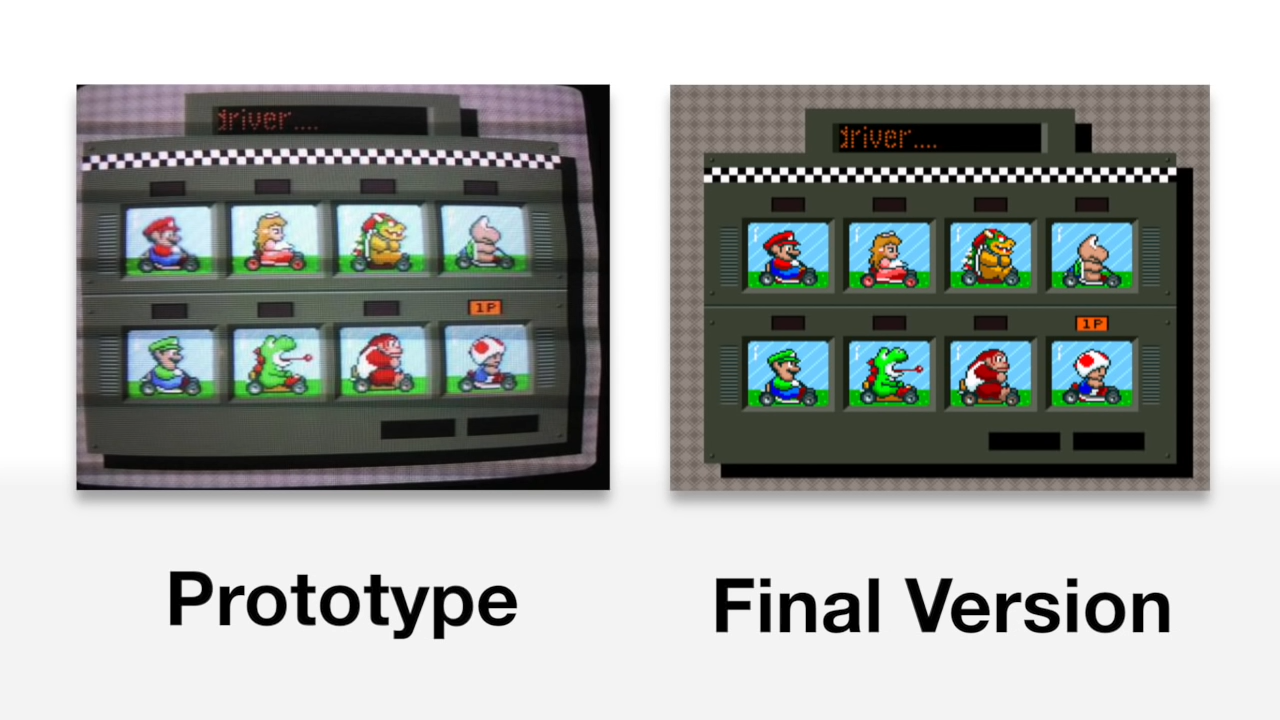 driver....
driver....
1P
1P
Prototype
Final Version